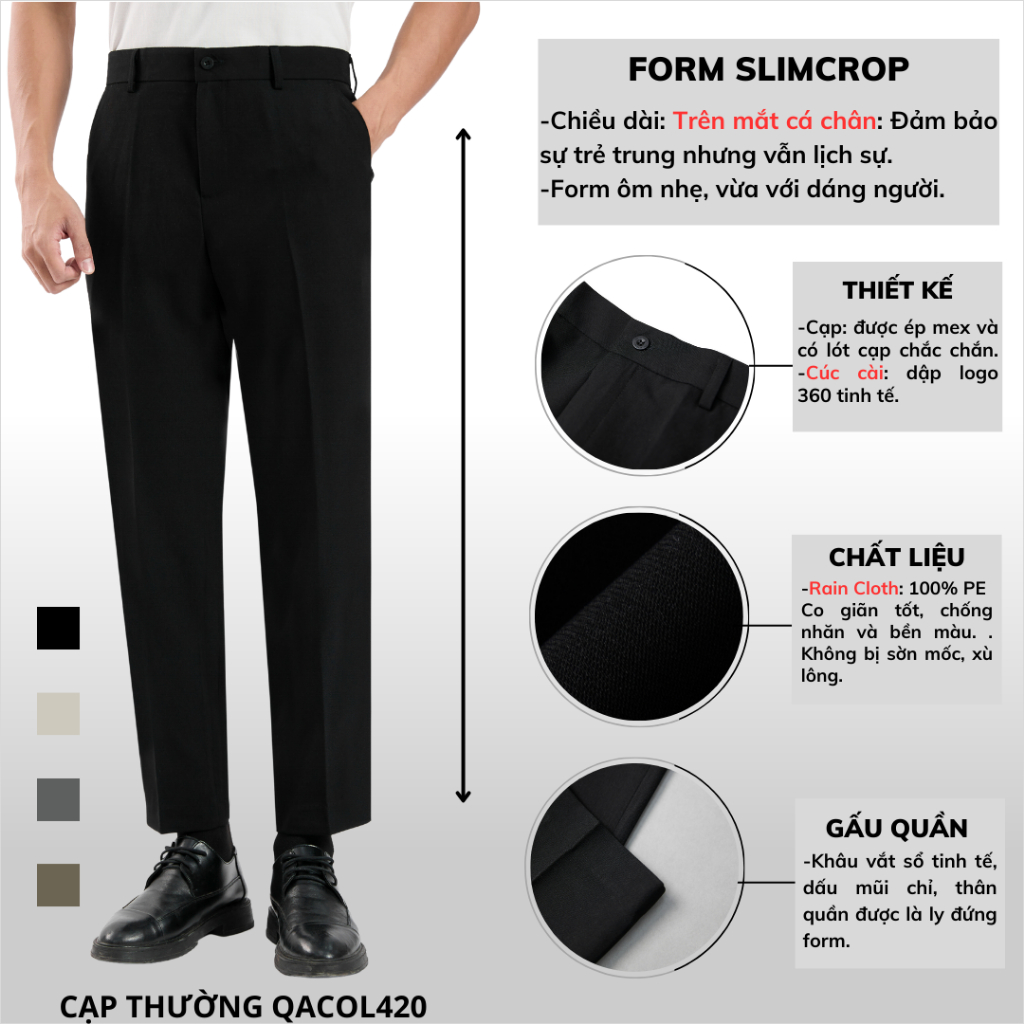 FORM SLIMCROP
-Chiều dài: Trên mắt cá chân: Đảm bảo
sự trẻ trung nhưng vẫn lịch sự.
-Form ôm nhẹ, vừa với dáng người.
THIẾT KẾ
-Cạp: được ép mex và
có lót cạp chắc chắn.
-Cúc cài: dập logo
360 tinh tế.
CHẤT LIỆU
-Rain Cloth: 100% PE
Co giãn tốt, chống
nhăn và bền màu. .
Không bị sờn mốc, xù
lông.
GẤU QUẦN
-Khâu vắt sổ tinh tế,
dấu mũi chỉ, thân
quần được là ly đứng
form.
CẠP THƯỜNG QACOL420